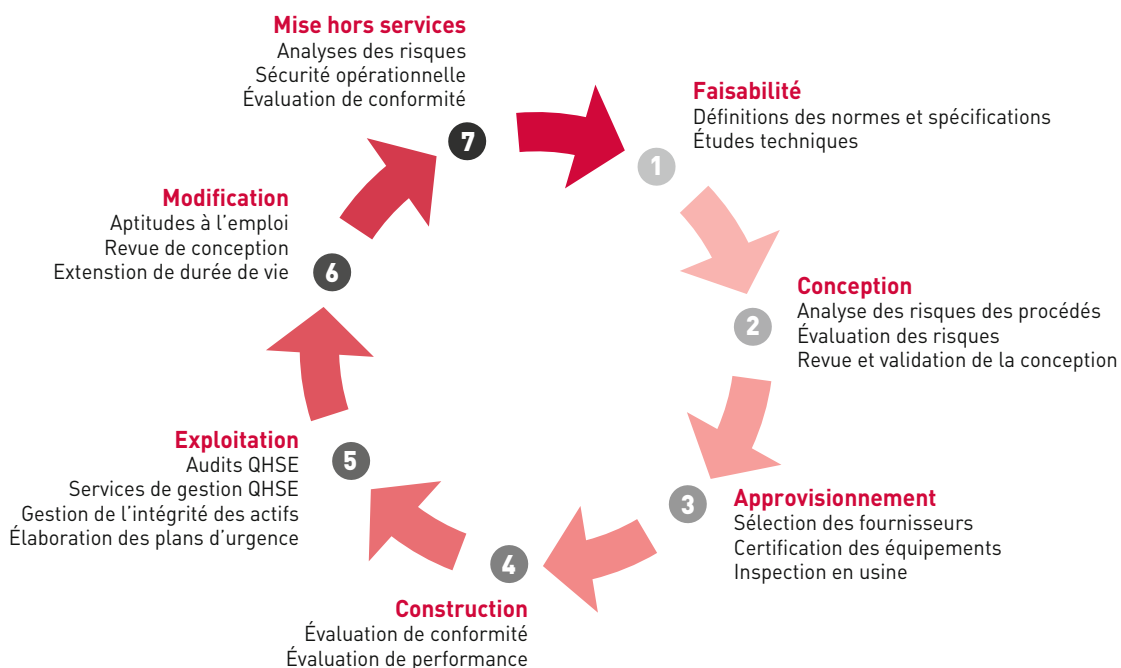 Mise hors services
Analyses des risques
Sécurité opérationnelle
Évaluation de conformité
7
Faisabilité
Définitions des normes et spécifications
Études techniques
1
Modification
Aptitudes à l'emploi
Revue de conception
Extenstion de durée de vie
6
Conception
Analyse des risques des procédés
Évaluation des risques
Revue et validation de la conception
2
Exploitation
Audits QHSE
Services de gestion QHSE
Gestion de l'intégrité des actifs
Élaboration des plans d'urgence
5
Approvisionnement
Sélection des fournisseurs
Certification des équipements
Inspection en usine
3
4
Construction
Évaluation de conformité
Évaluation de performance